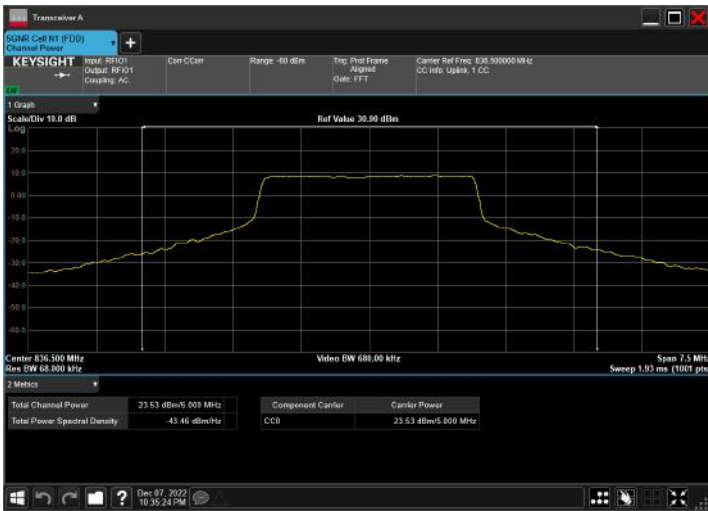 Transceiver A
5GNR Cell N1 (FDD)
Channel Power
KEYSIGHT
Input: RFIO1
Output: RFIO1
Coupling: AC
Corr CCorr
Range: -60 dBm
Trig: Prot Frame
Aligned
Gate: FFT
Carrier Ref Freq: 836.500000 MHz
CC Info: Uplink, 1 CC
1 Graph
Scale/Div 10.0 dB
Ref Value 30.00 dBm
Log
20.0
10.0
0.00
-10.0
-20.0
-30.0
-40.0
-50.0
-60.0
Center 836.500 MHz
Video BW 680.00 kHz
Span 7.5 MHz
Res BW 68.000 kHz
Sweep 1.93 ms (1001 pts
2 Metrics
Total Channel Power 23.53 dBm/5.000 MHz
Total Power Spectral Density -43.46 dBm/Hz
Component Carrier Carrier Power
CC0 23.53 dBm/5.000 MHz
Dec 07, 2022
10:35:24 PM